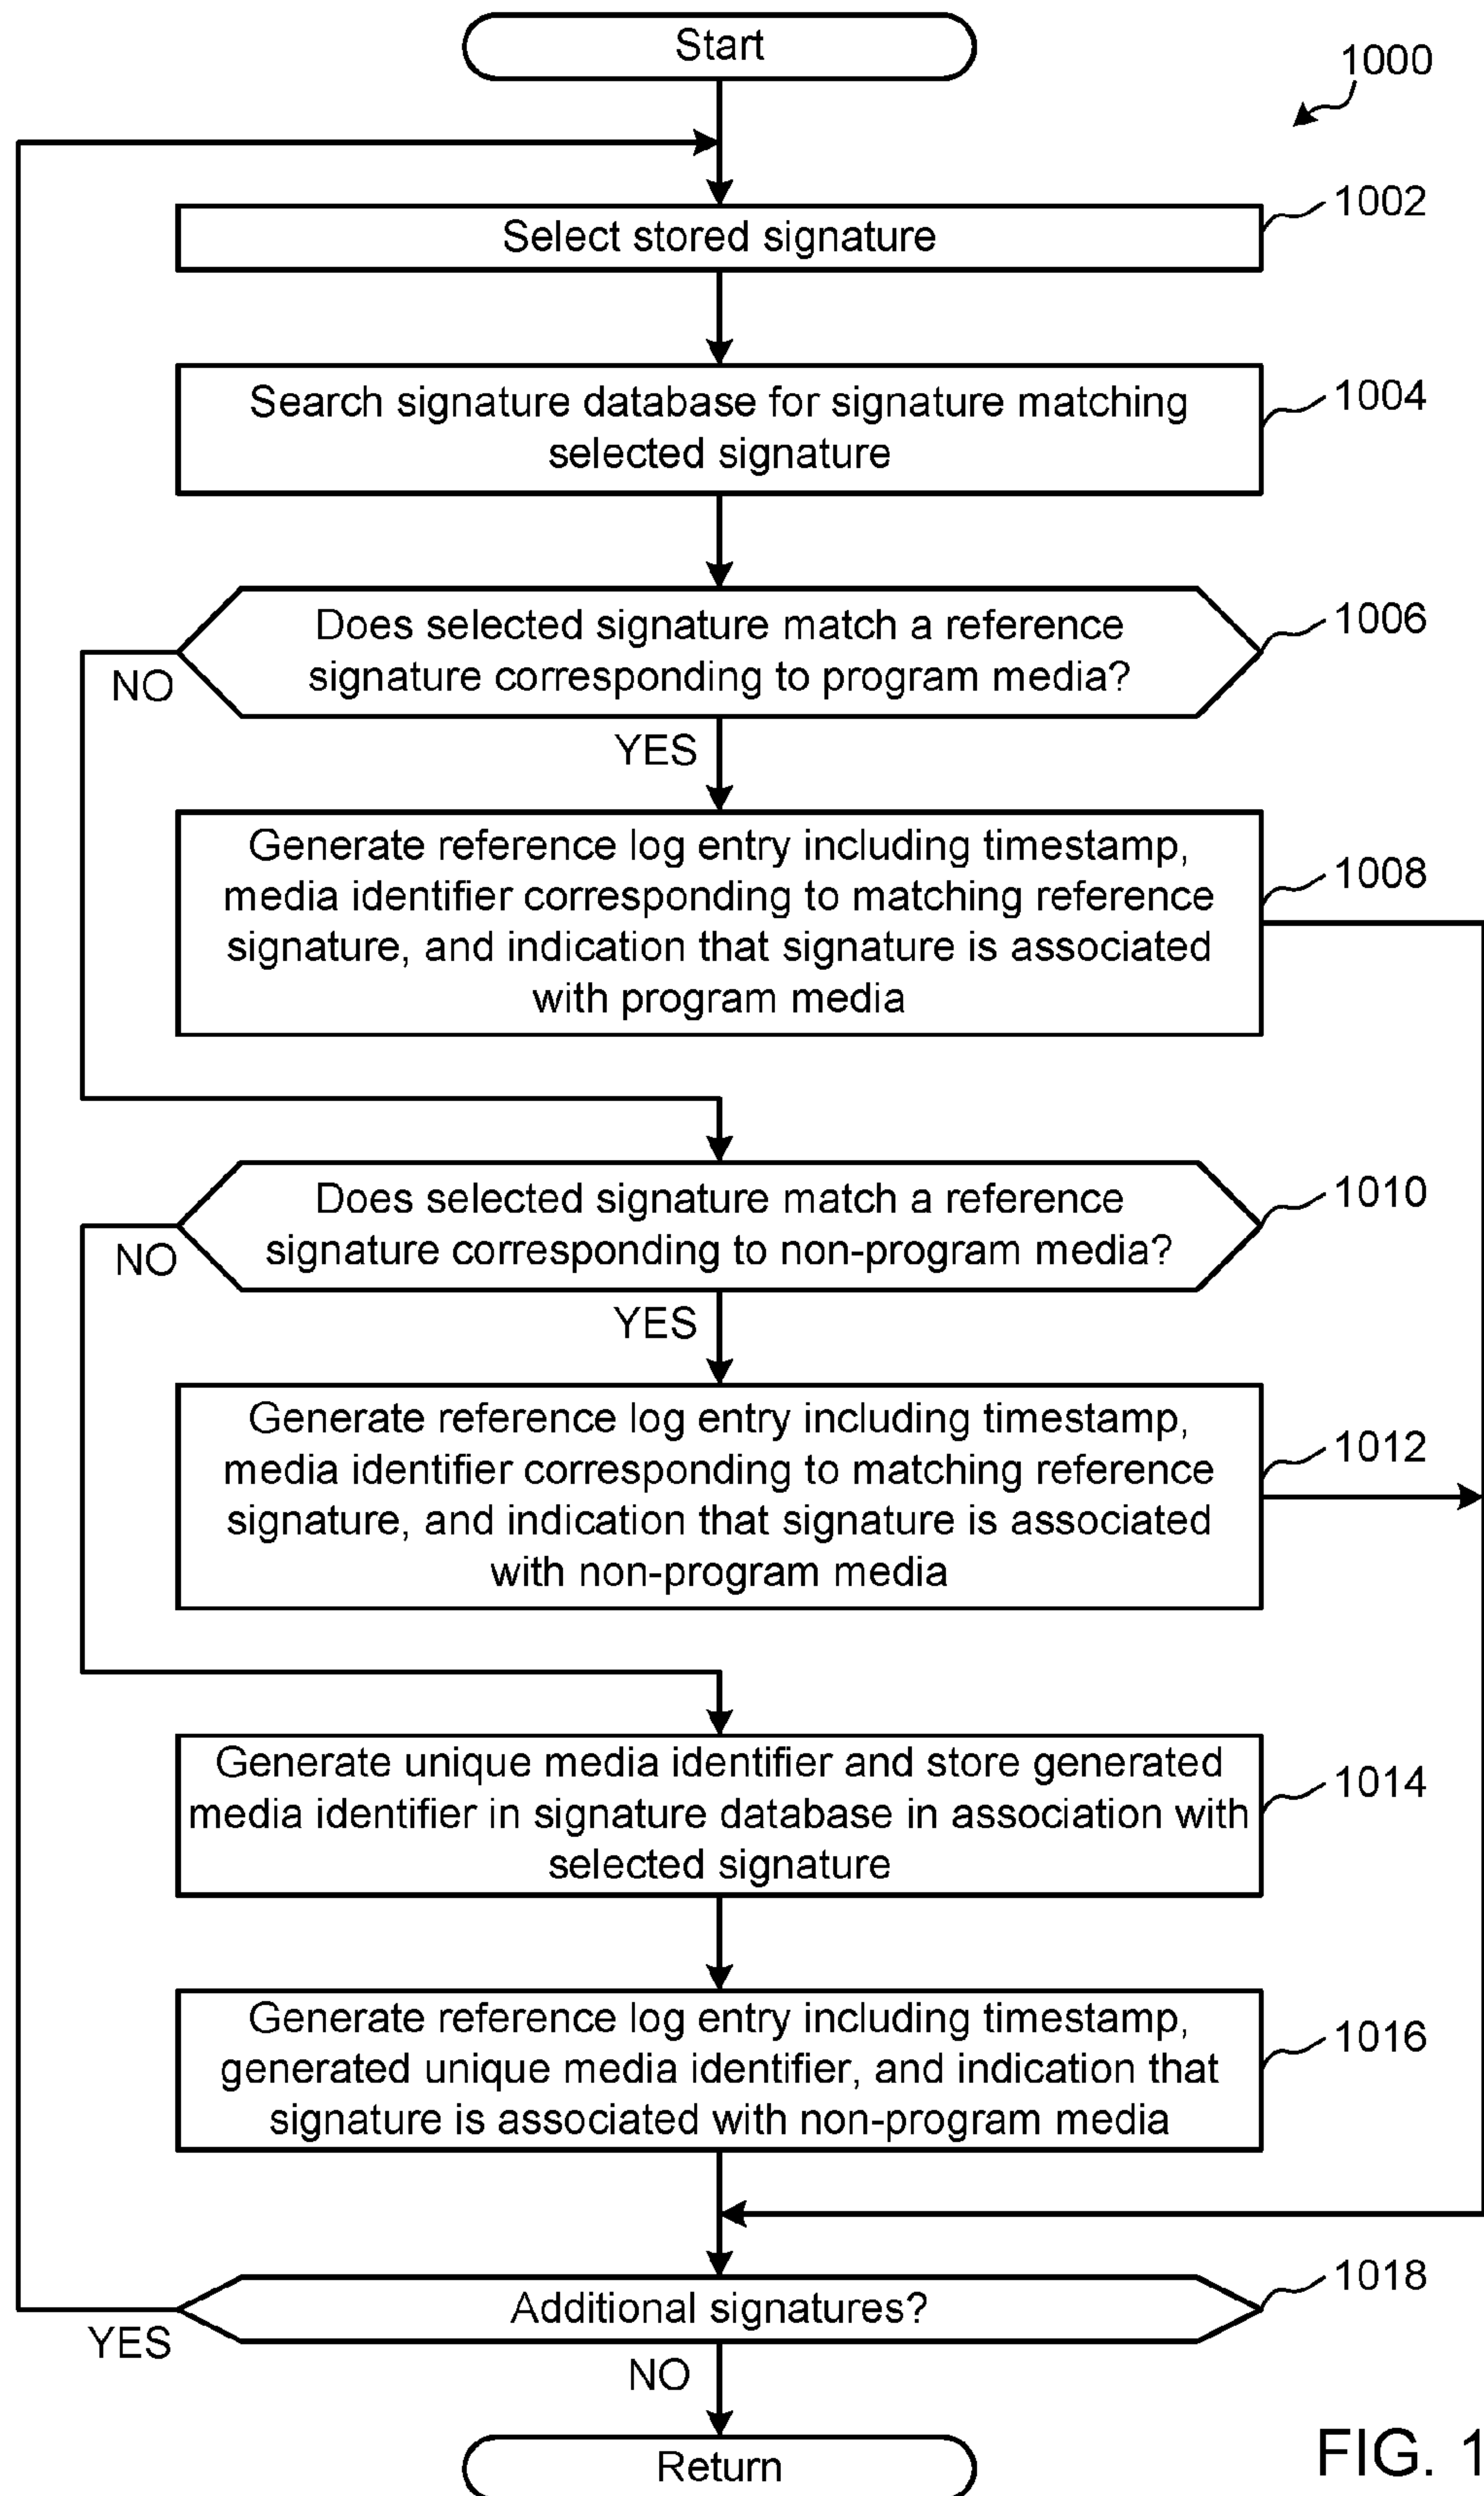 Start
1000
Select stored signature
1002
Search signature database for signature matching
selected signature
1004
Does selected signature match a reference
signature corresponding to program media?
1006
NO
YES
Generate reference log entry including timestamp,
media identifier corresponding to matching reference
signature, and indication that signature is associated
with program media
1008
Does selected signature match a reference
signature corresponding to non-program media?
1010
NO
YES
Generate reference log entry including timestamp,
media identifier corresponding to matching reference
signature, and indication that signature is associated
with non-program media
1012
Generate unique media identifier and store generated
media identifier in signature database in association with
selected signature
1014
Generate reference log entry including timestamp,
generated unique media identifier, and indication that
signature is associated with non-program media
1016
Additional signatures?
1018
YES
NO
Return
FIG. 1